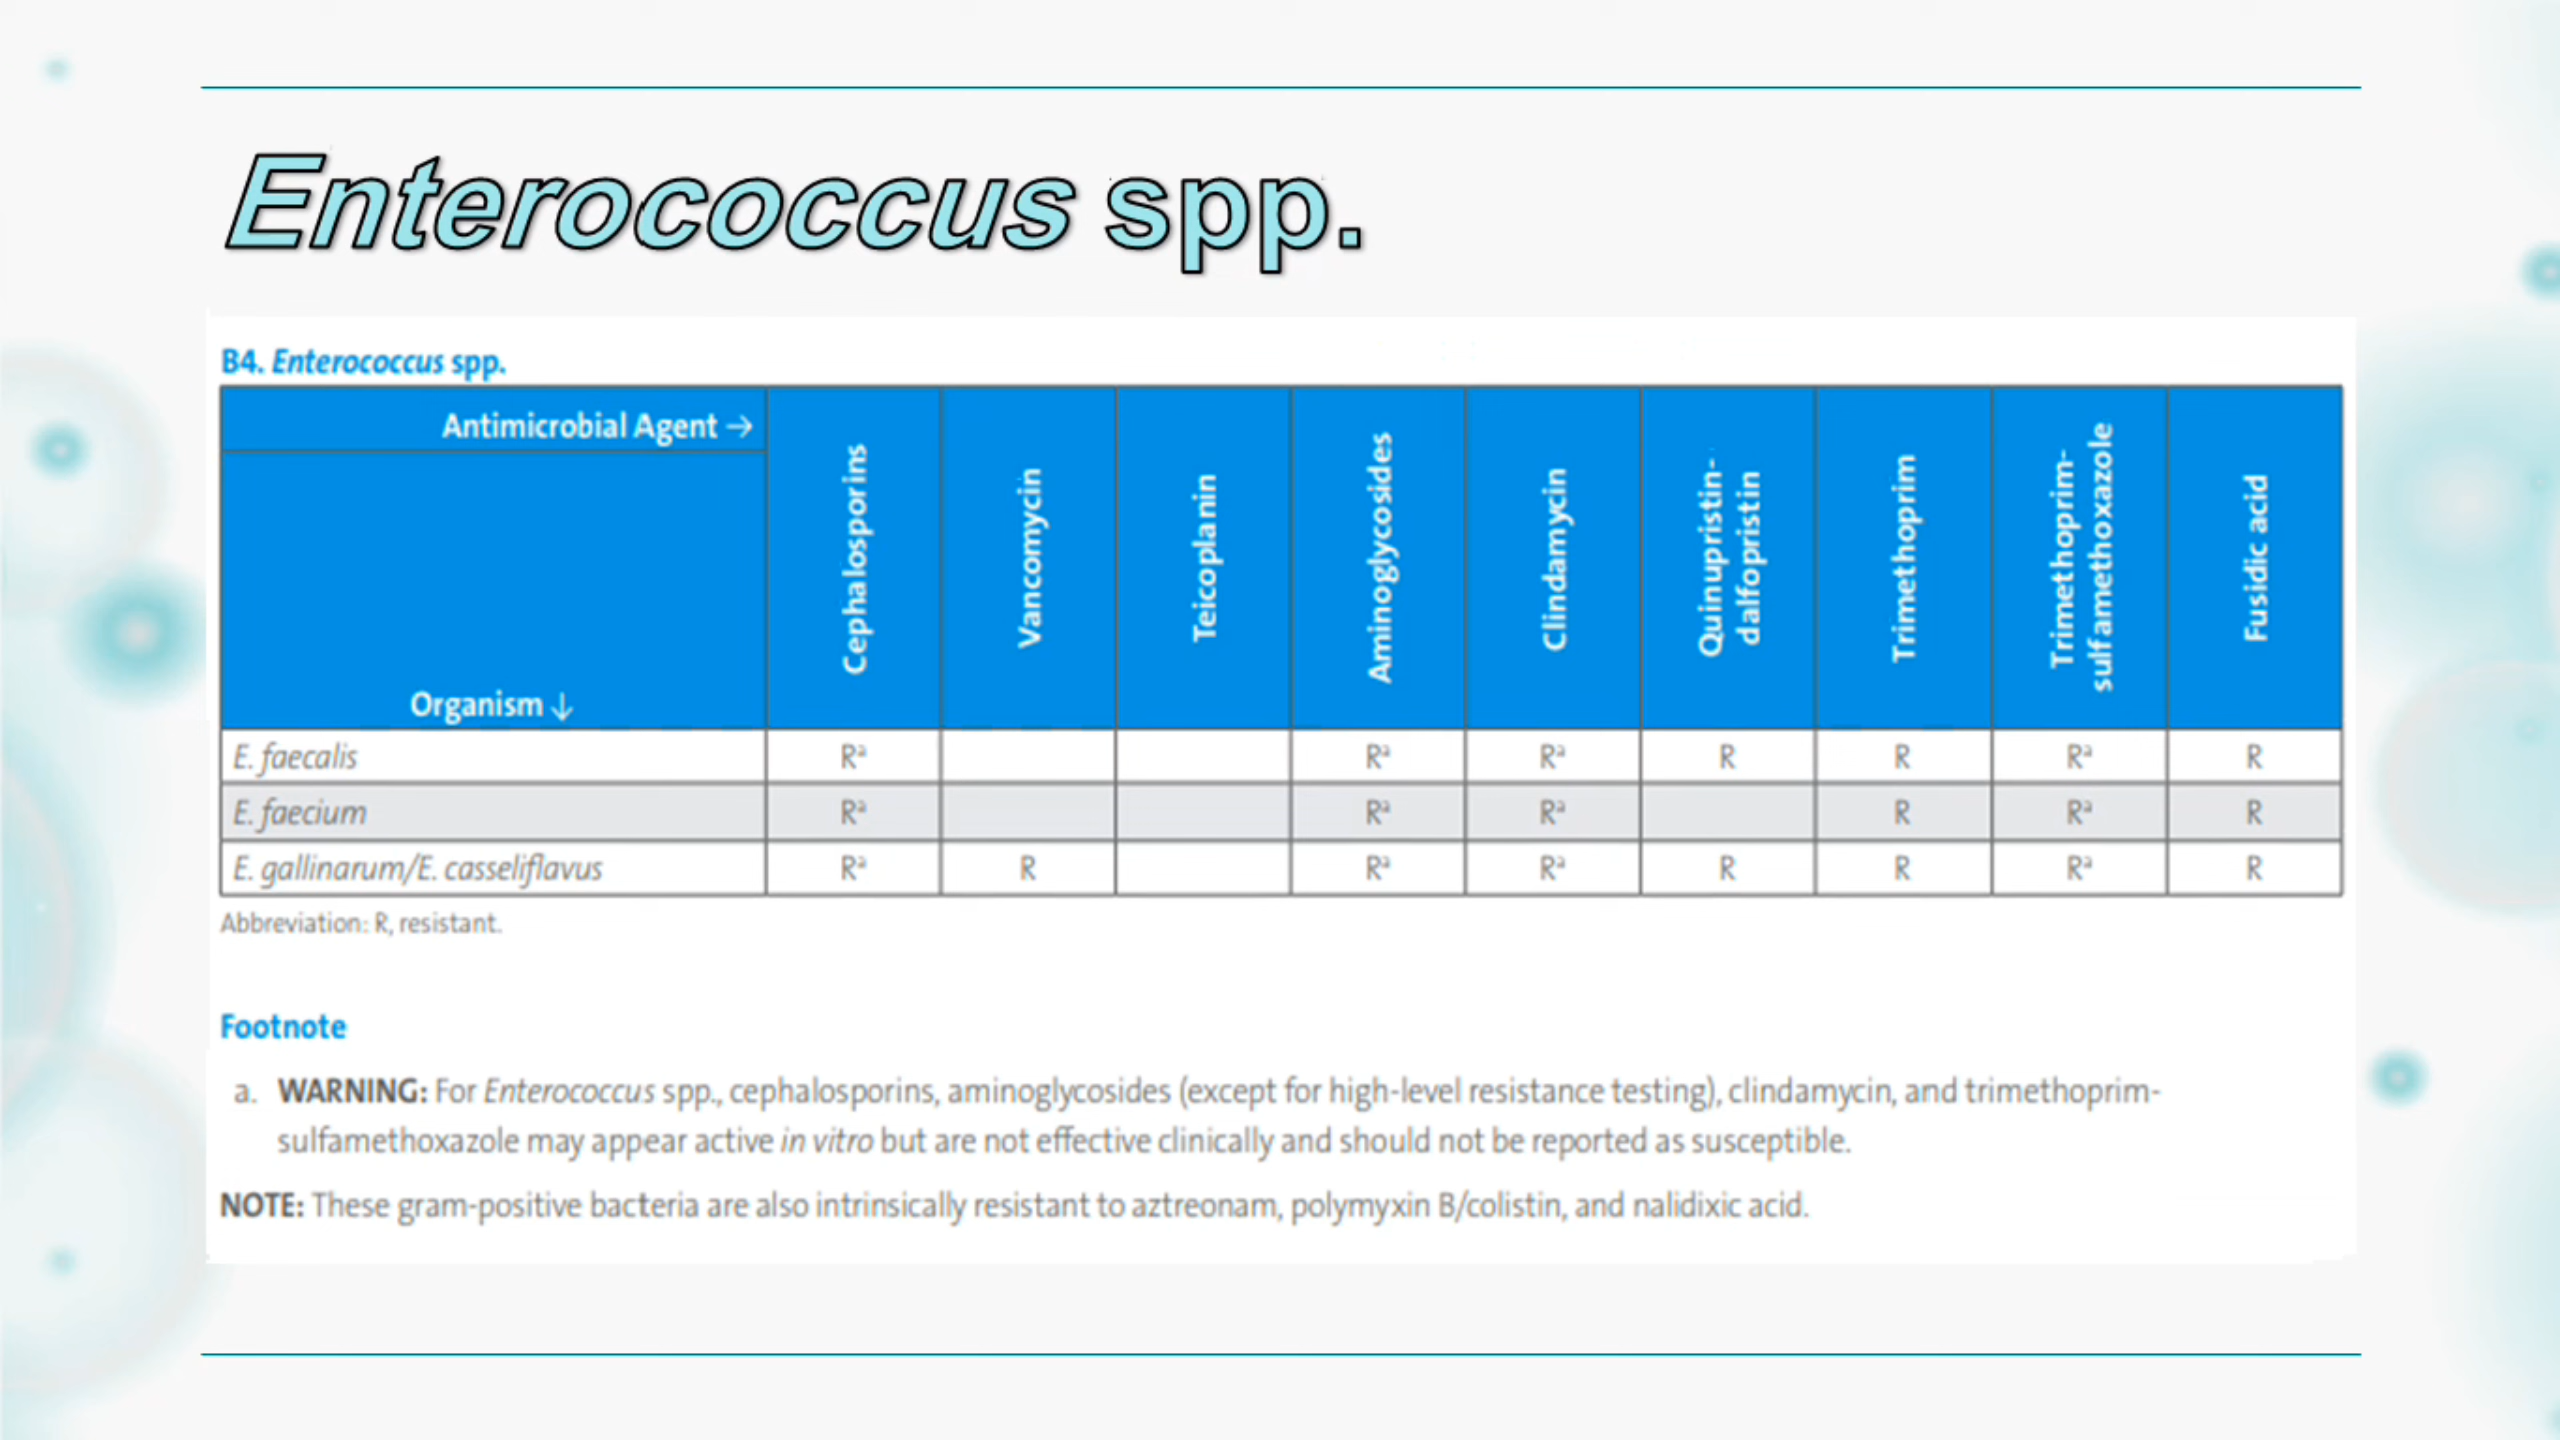 Enterococcus spp.
B4. Enterococcus spp.
Antimicrobial Agent →
Organism ↓
Cephalosporins
Vancomycin
Teicoplanin
Aminoglycosides
Clindamycin
Quinupristin-
dalfopristin
Trimethoprim
Trimethoprim-
sulfamethoxazole
Fusidic acid
E. faecalis Rᵃ Rᵃ Rᵃ R R Rᵃ R
E. faecium Rᵃ Rᵃ Rᵃ R Rᵃ R
E. gallinarum/E. casseliflavus Rᵃ R Rᵃ Rᵃ R R Rᵃ R
Abbreviation: R, resistant.
Footnote
a. WARNING: For Enterococcus spp., cephalosporins, aminoglycosides (except for high-level resistance testing), clindamycin, and trimethoprim-
sulfamethoxazole may appear active in vitro but are not effective clinically and should not be reported as susceptible.
NOTE: These gram-positive bacteria are also intrinsically resistant to aztreonam, polymyxin B/colistin, and nalidixic acid.